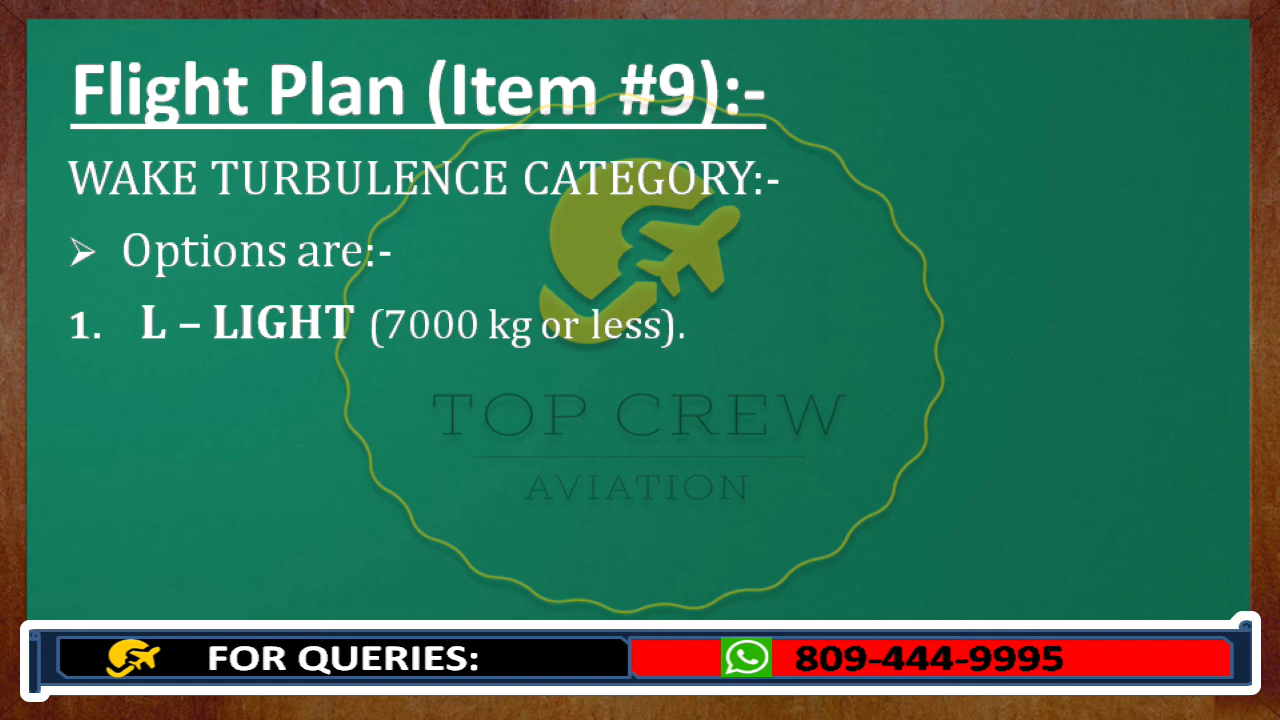 Flight Plan (Item #9):-
WAKE TURBULENCE CATEGORY:-
➢ Options are:-
1. L – LIGHT (7000 kg or less).
TOP CREW
AVIATION
FOR QUERIES: 809-444-9995